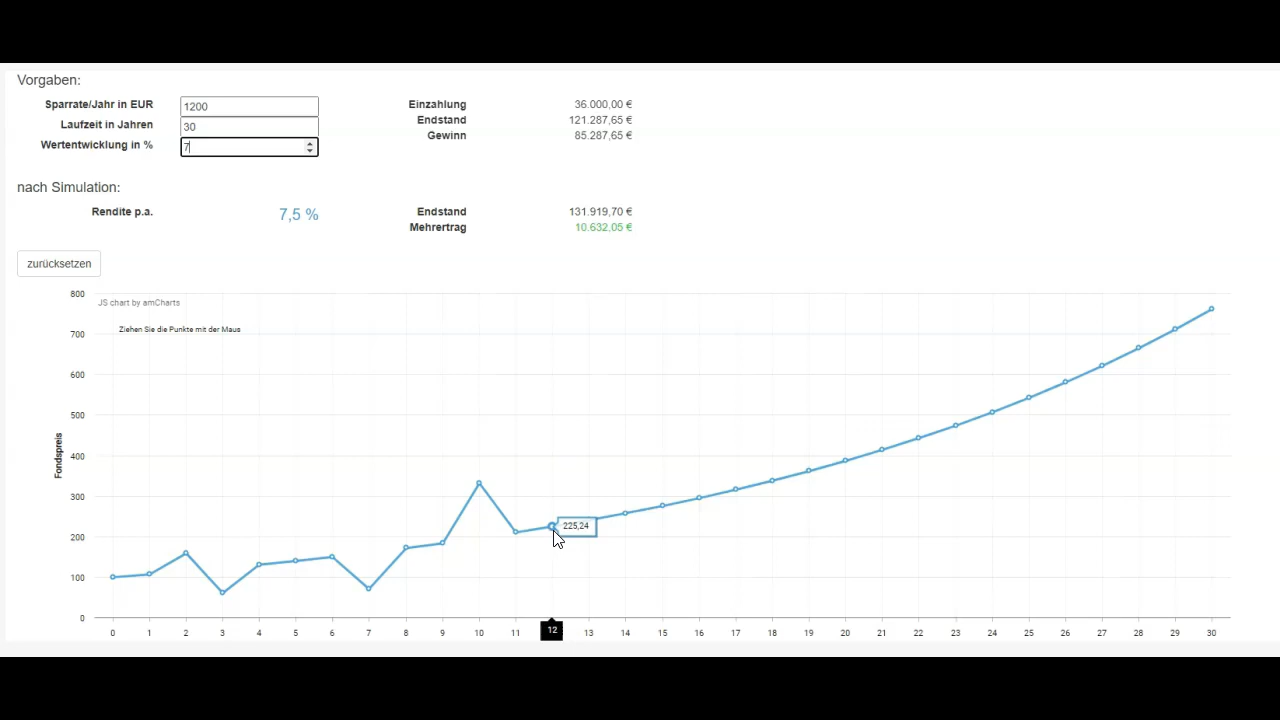 Vorgaben:
Sparrate/Jahr in EUR 1200 Einzahlung 36.000,00 €
Laufzeit in Jahren 30 Endstand 121.287,65 €
Wertentwicklung in % 7 Gewinn 85.287,65 €
nach Simulation:
Rendite p.a. 7,5 % Endstand 131.919,70 €
Mehrertrag 10.632,05 €
zurücksetzen
JS chart by amCharts
Ziehen Sie die Punkte mit der Maus
800
700
600
500
400
300
200
100
0
Fondspreis
225,24
0 1 2 3 4 5 6 7 8 9 10 11 12 13 14 15 16 17 18 19 20 21 22 23 24 25 26 27 28 29 30